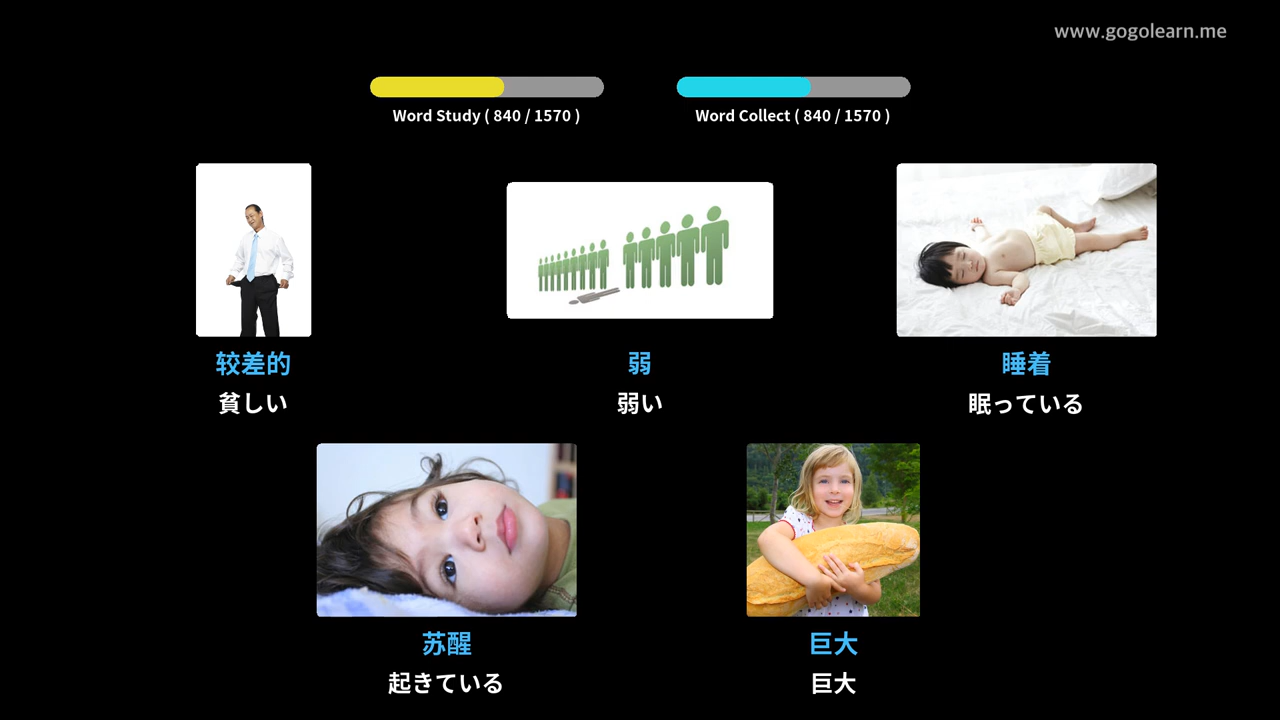 www.gogolearn.me
Word Study ( 840 / 1570 )
Word Collect ( 840 / 1570 )
较差的
貧しい
弱
弱い
睡着
眠っている
苏醒
起きている
巨大
巨大